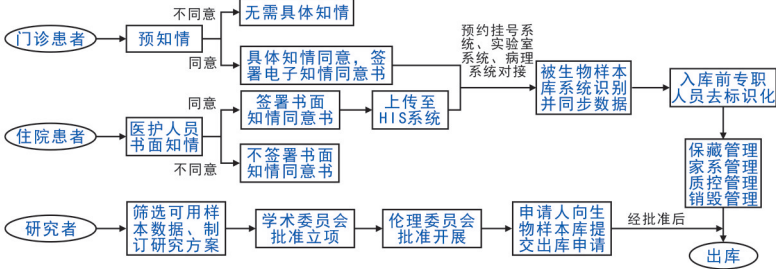 不同意
无需具体知情
门诊患者
预知情
同意
具体知情同意，签
署电子知情同意书
预约挂号系
统、实验室
系统、病理
系统对接
被生物样本
库系统识别
并同步数据
入库前专职
人员去标识化
住院患者
医护人员
书面知情
同意
签署书面
知情同意书
上传至
HIS系统
不同意
不签署书面
知情同意书
保藏管理
家系管理
质控管理
销毁管理
研究者
筛选可用样
本数据、制
订研究方案
学术委员会
批准立项
伦理委员会
批准开展
申请人向生
物样本库提
交出库申请
经批准后
出库